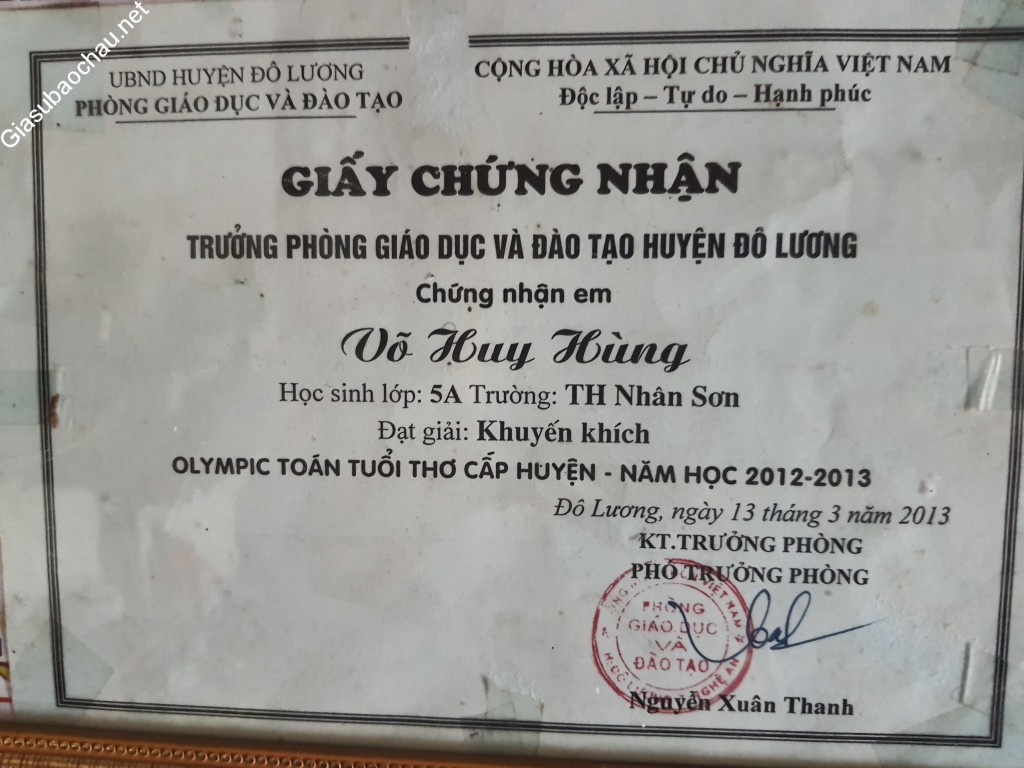 Giasubaochau.net
UBND HUYỆN ĐÔ LƯƠNG
PHÒNG GIÁO DỤC VÀ ĐÀO TẠO
CỘNG HÒA XÃ HỘI CHỦ NGHĨA VIỆT NAM
Độc lập – Tự do – Hạnh phúc
GIẤY CHỨNG NHẬN
TRƯỞNG PHÒNG GIÁO DỤC VÀ ĐÀO TẠO HUYỆN ĐÔ LƯƠNG
Chứng nhận em
Võ Huy Hùng
Học sinh lớp: 5A Trường: TH Nhân Sơn
Đạt giải: Khuyến khích
OLYMPIC TOÁN TUỔI THƠ CẤP HUYỆN - NĂM HỌC 2012-2013
Đô Lương, ngày 13 tháng 3 năm 2013
KT.TRƯỞNG PHÒNG
PHÓ TRƯỞNG PHÒNG
PHÒNG
GIÁO DỤC
VÀ
ĐÀO TẠO
Nguyễn Xuân Thanh